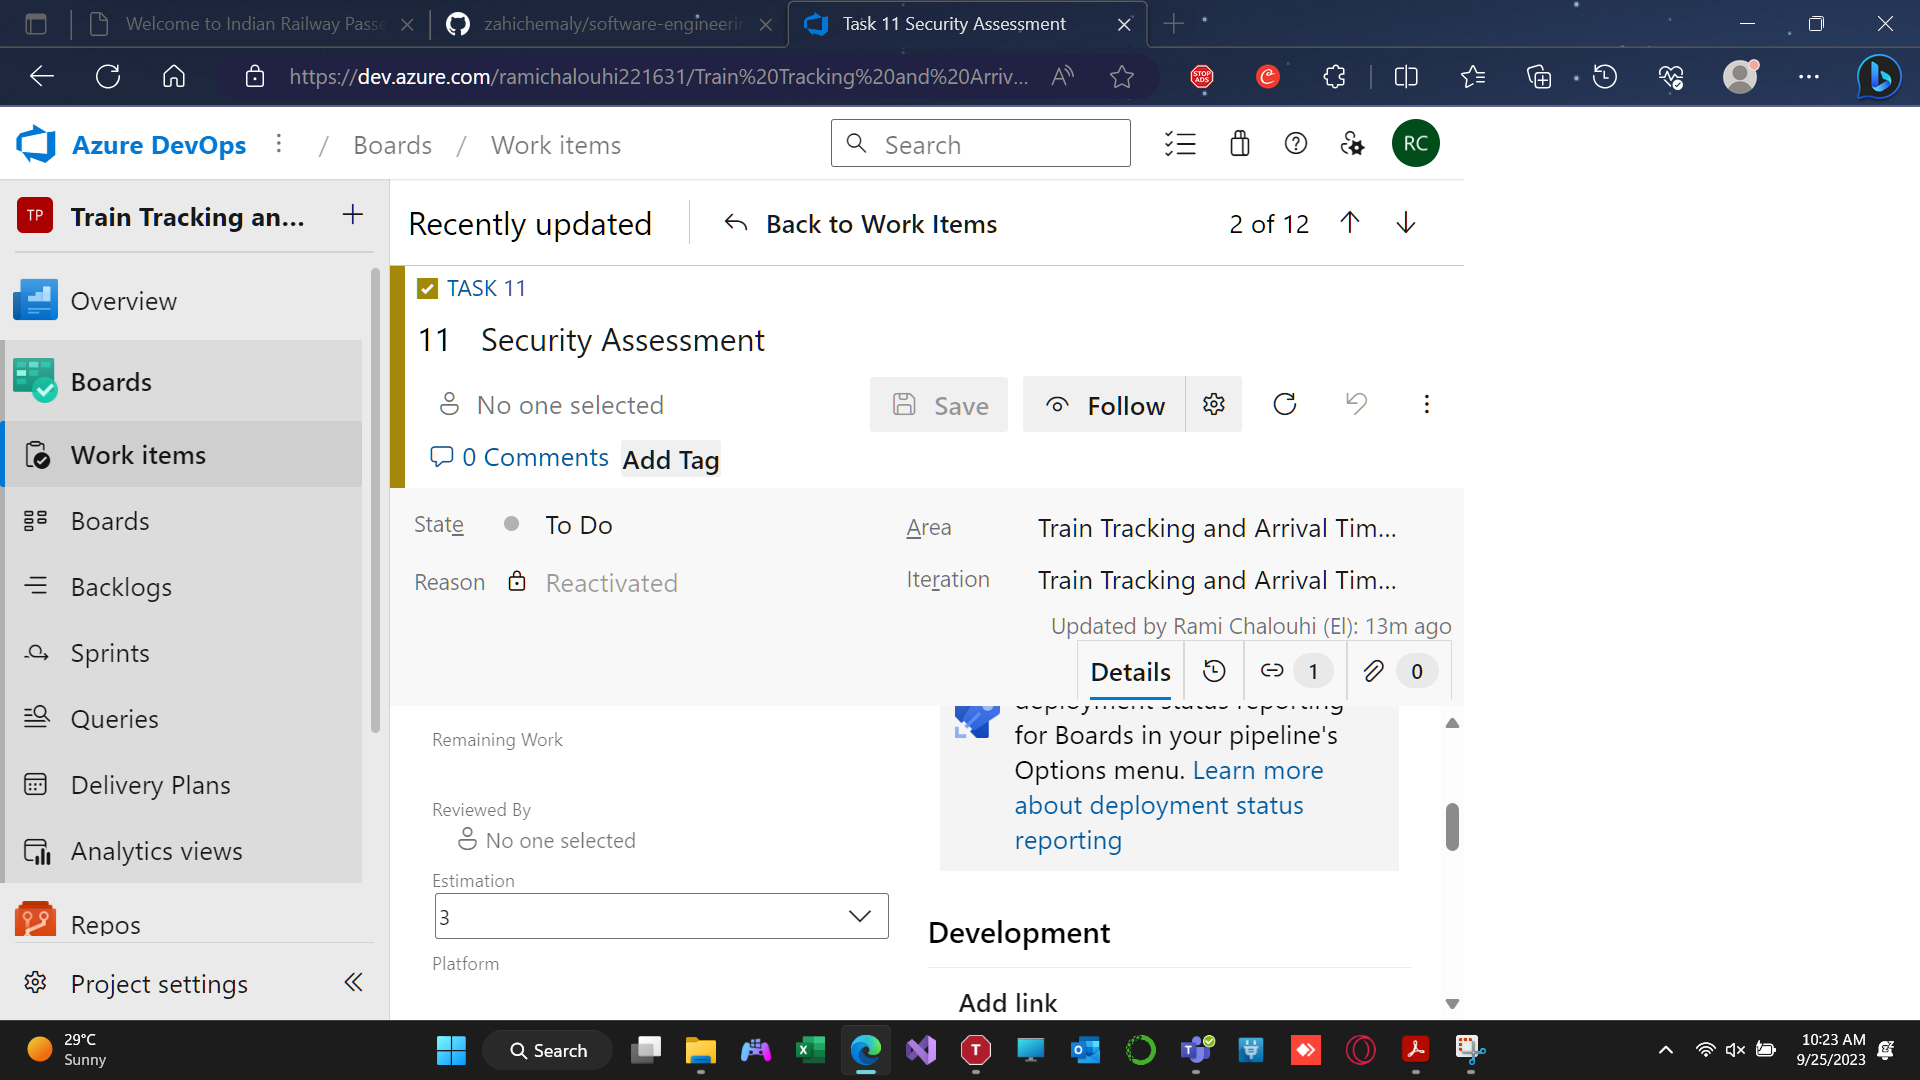 Welcome to Indian Railway Passe
zahichemaly/software-engineerin
Task 11 Security Assessment
https://dev.azure.com/ramichalouhi221631/Train%20Tracking%20and%20Arriv...
Azure DevOps
/ Boards / Work items
Search
RC
TP
Train Tracking an...
Overview
Boards
Work items
Boards
Backlogs
Sprints
Queries
Delivery Plans
Analytics views
Repos
Project settings
Recently updated
Back to Work Items
2 of 12
TASK 11
11 Security Assessment
No one selected
Save
Follow
0 Comments
Add Tag
State
To Do
Area
Train Tracking and Arrival Tim...
Reason
Reactivated
Iteration
Train Tracking and Arrival Tim...
Updated by Rami Chalouhi (El): 13m ago
Details
1
0
Remaining Work
Reviewed By
No one selected
Estimation
3
Platform
deployment status reporting
for Boards in your pipeline's
Options menu. Learn more
about deployment status
reporting
Development
Add link
29°C
Sunny
Search
10:23 AM
9/25/2023